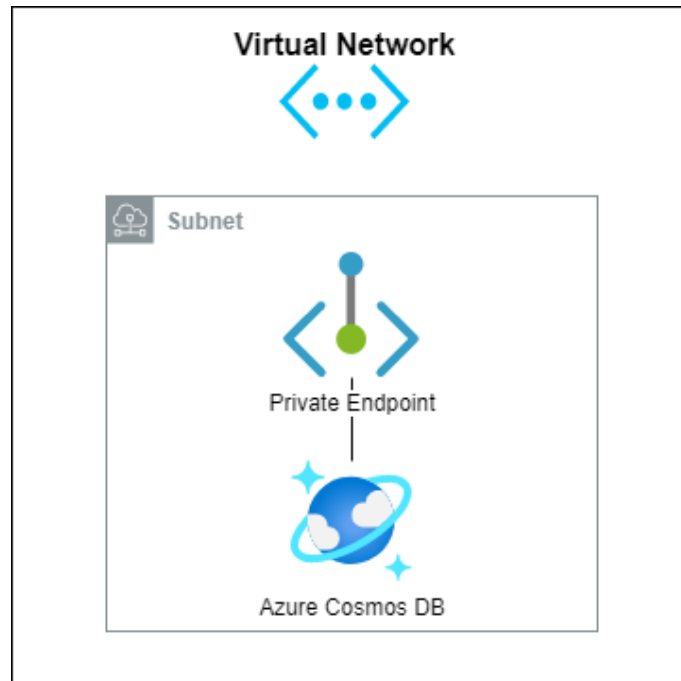 Virtual Network
Subnet
Private Endpoint
Azure Cosmos DB